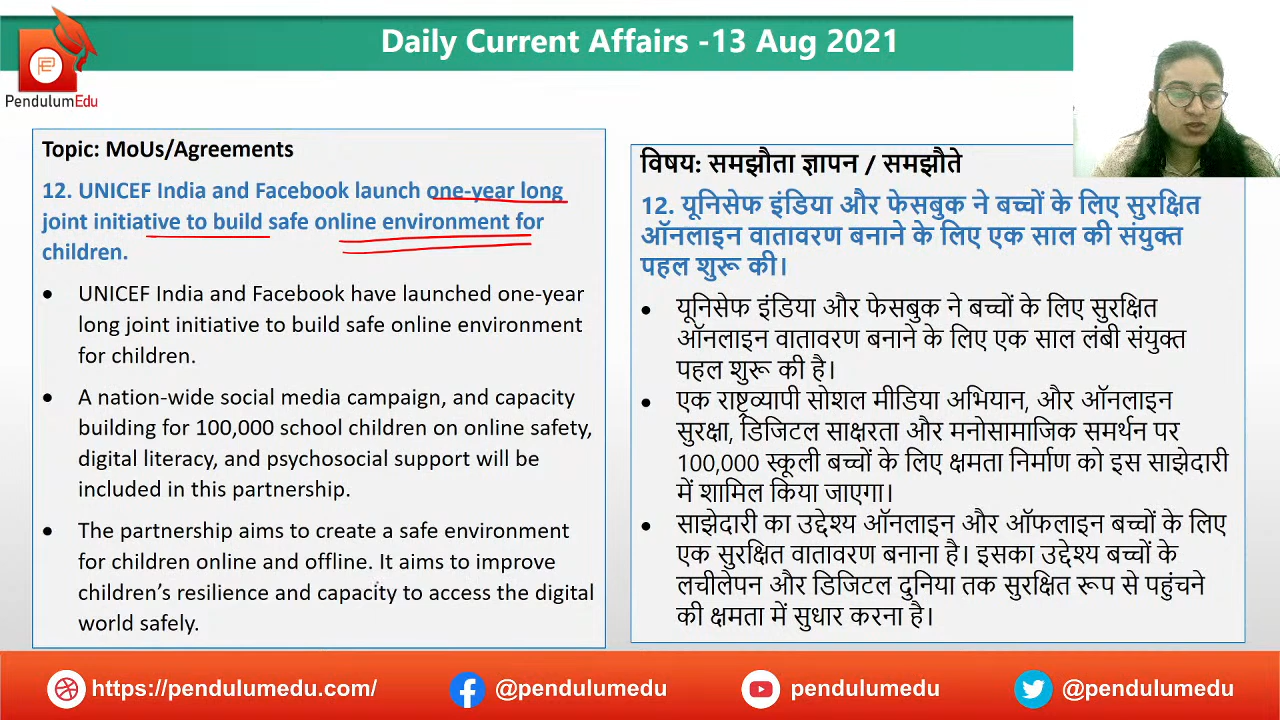 Daily Current Affairs -13 Aug 2021
PendulumEdu
Topic: MoUs/Agreements
12. UNICEF India and Facebook launch one-year long
joint initiative to build safe online environment for
children.
• UNICEF India and Facebook have launched one-year
long joint initiative to build safe online environment
for children.
• A nation-wide social media campaign, and capacity
building for 100,000 school children on online safety,
digital literacy, and psychosocial support will be
included in this partnership.
• The partnership aims to create a safe environment
for children online and offline. It aims to improve
children’s resilience and capacity to access the digital
world safely.
विषय: समझौता ज्ञापन / समझौते
12. यूनिसेफ इंडिया और फेसबुक ने बच्चों के लिए सुरक्षित
ऑनलाइन वातावरण बनाने के लिए एक साल की संयुक्त
पहल शुरू की।
• यूनिसेफ इंडिया और फेसबुक ने बच्चों के लिए सुरक्षित
ऑनलाइन वातावरण बनाने के लिए एक साल लंबी संयुक्त
पहल शुरू की है।
• एक राष्ट्रव्यापी सोशल मीडिया अभियान, और ऑनलाइन
सुरक्षा, डिजिटल साक्षरता और मनोसामाजिक समर्थन पर
100,000 स्कूली बच्चों के लिए क्षमता निर्माण को इस साझेदारी
में शामिल किया जाएगा।
• साझेदारी का उद्देश्य ऑनलाइन और ऑफलाइन बच्चों के लिए
एक सुरक्षित वातावरण बनाना है। इसका उद्देश्य बच्चों के
लचीलेपन और डिजिटल दुनिया तक सुरक्षित रूप से पहुंचने
की क्षमता में सुधार करना है।
https://pendulumedu.com/
@pendulumedu
pendulumedu
@pendulumedu